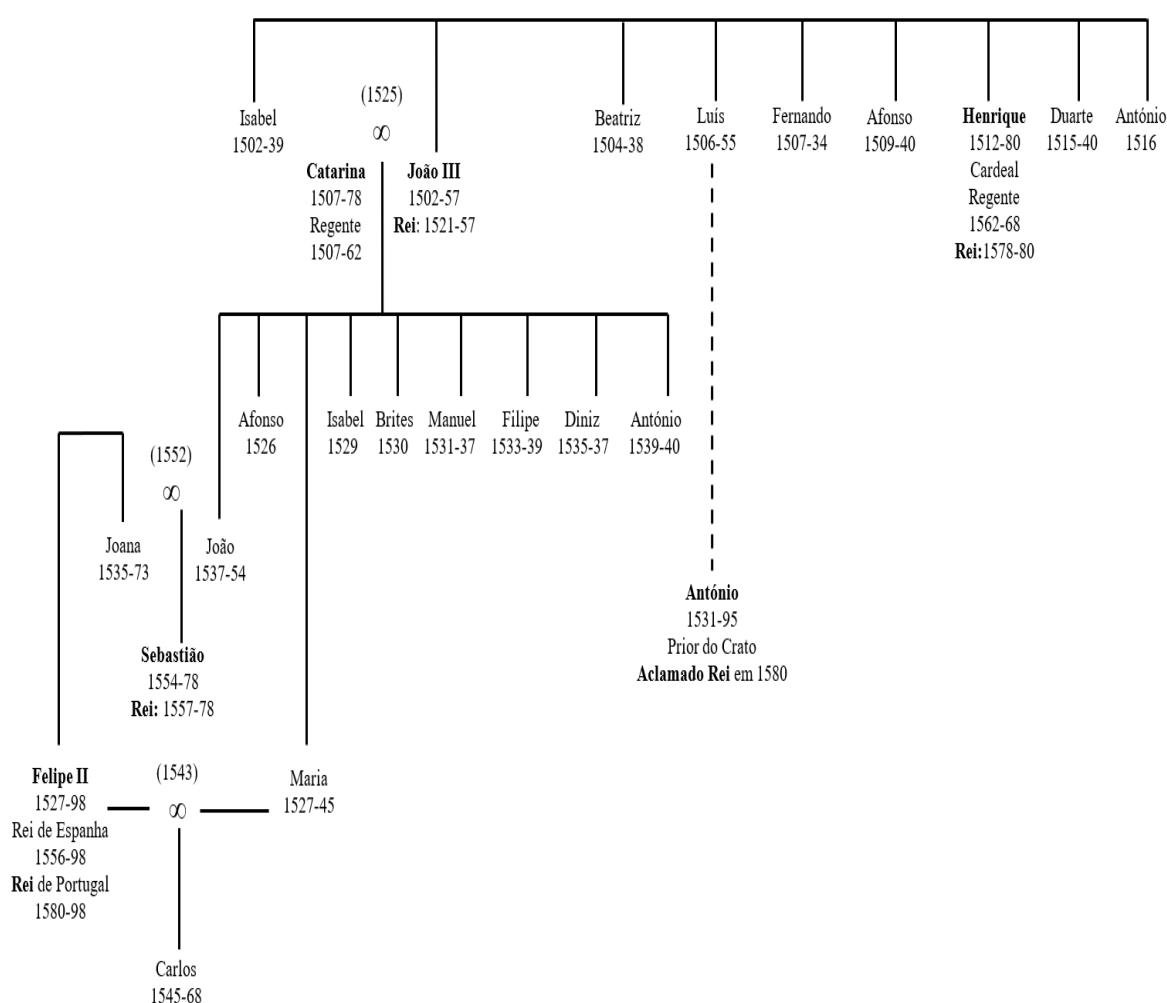 (1525)
∞
Isabel
1502-39
Catarina
1507-78
Regente
1507-62
João III
1502-57
Rei: 1521-57
Beatriz
1504-38
Luís
1506-55
Fernando
1507-34
Afonso
1509-40
Henrique
1512-80
Cardeal
Regente
1562-68
Rei:1578-80
Duarte
1515-40
António
1516
Afonso
1526
Isabel
1529
Brites
1530
Manuel
1531-37
Filipe
1533-39
Diniz
1535-37
António
1539-40
(1552)
∞
Joana
1535-73
João
1537-54
Sebastião
1554-78
Rei: 1557-78
António
1531-95
Prior do Crato
Aclamado Rei em 1580
Felipe II
1527-98
Rei de Espanha
1556-98
Rei de Portugal
1580-98
(1543)
∞
Maria
1527-45
Carlos
1545-68